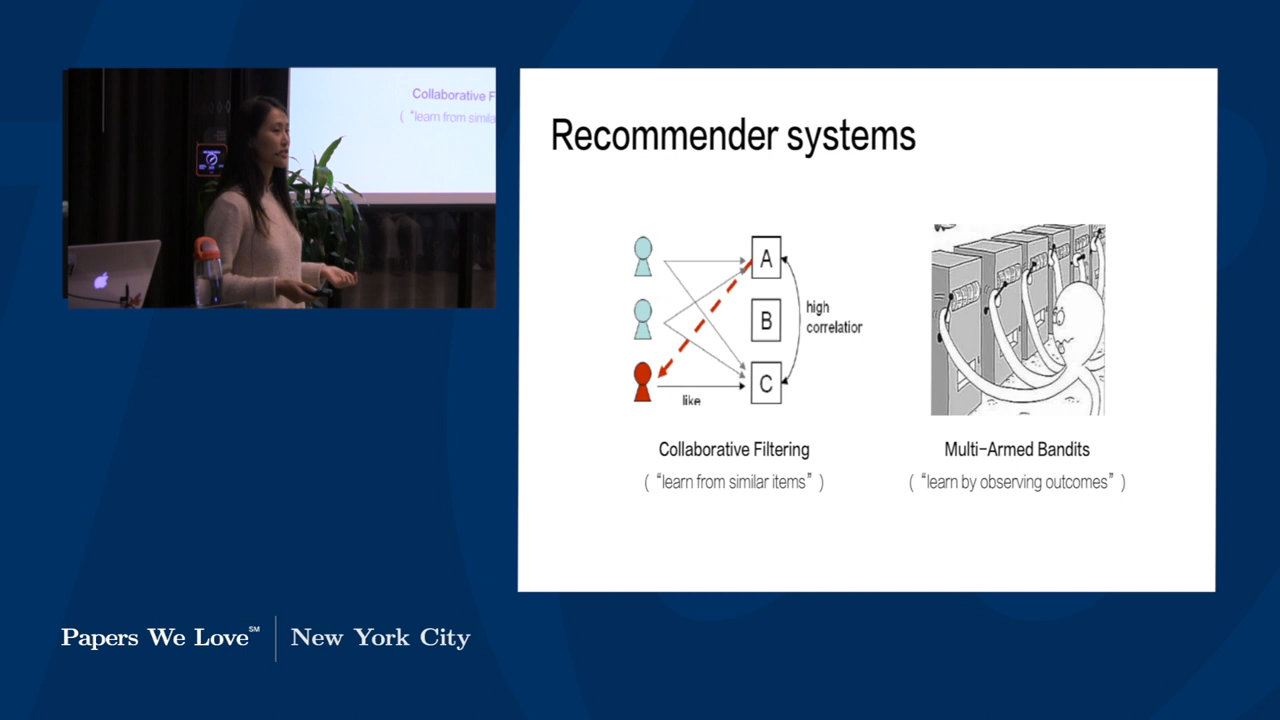 Collaborative F
( “learn from simila
Recommender systems
A
B
C
high
correlation
like
Collaborative Filtering
( “learn from similar items” )
Multi-Armed Bandits
( “learn by observing outcomes” )
Papers We Love℠ | New York City